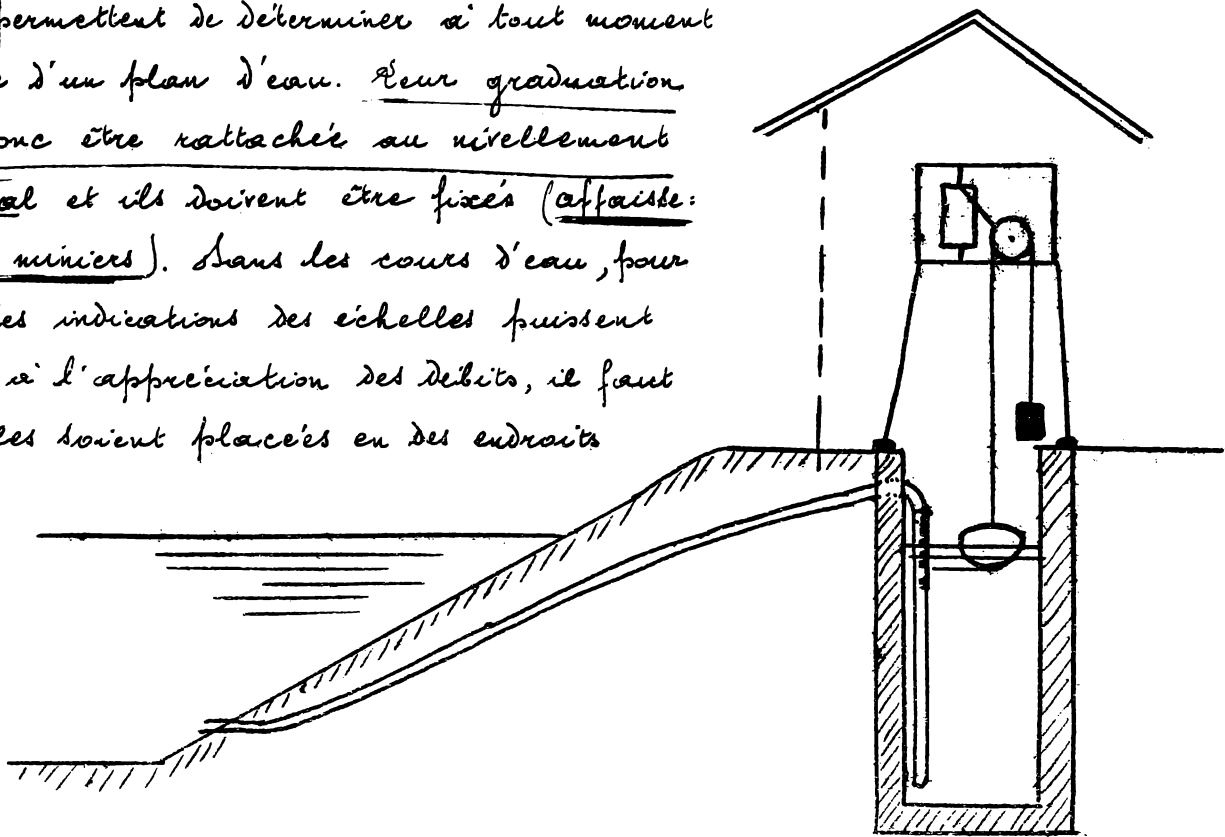 permettent de déterminer à tout moment
d'un plan d'eau. Leur graduation
onc être rattachée au nivellement
al et ils doivent être fixés (affaisse=
miniers). Dans les cours d'eau, pour
es indications des échelles puissent
à l'appréciation des débits, il faut
les soient placées en des endroits